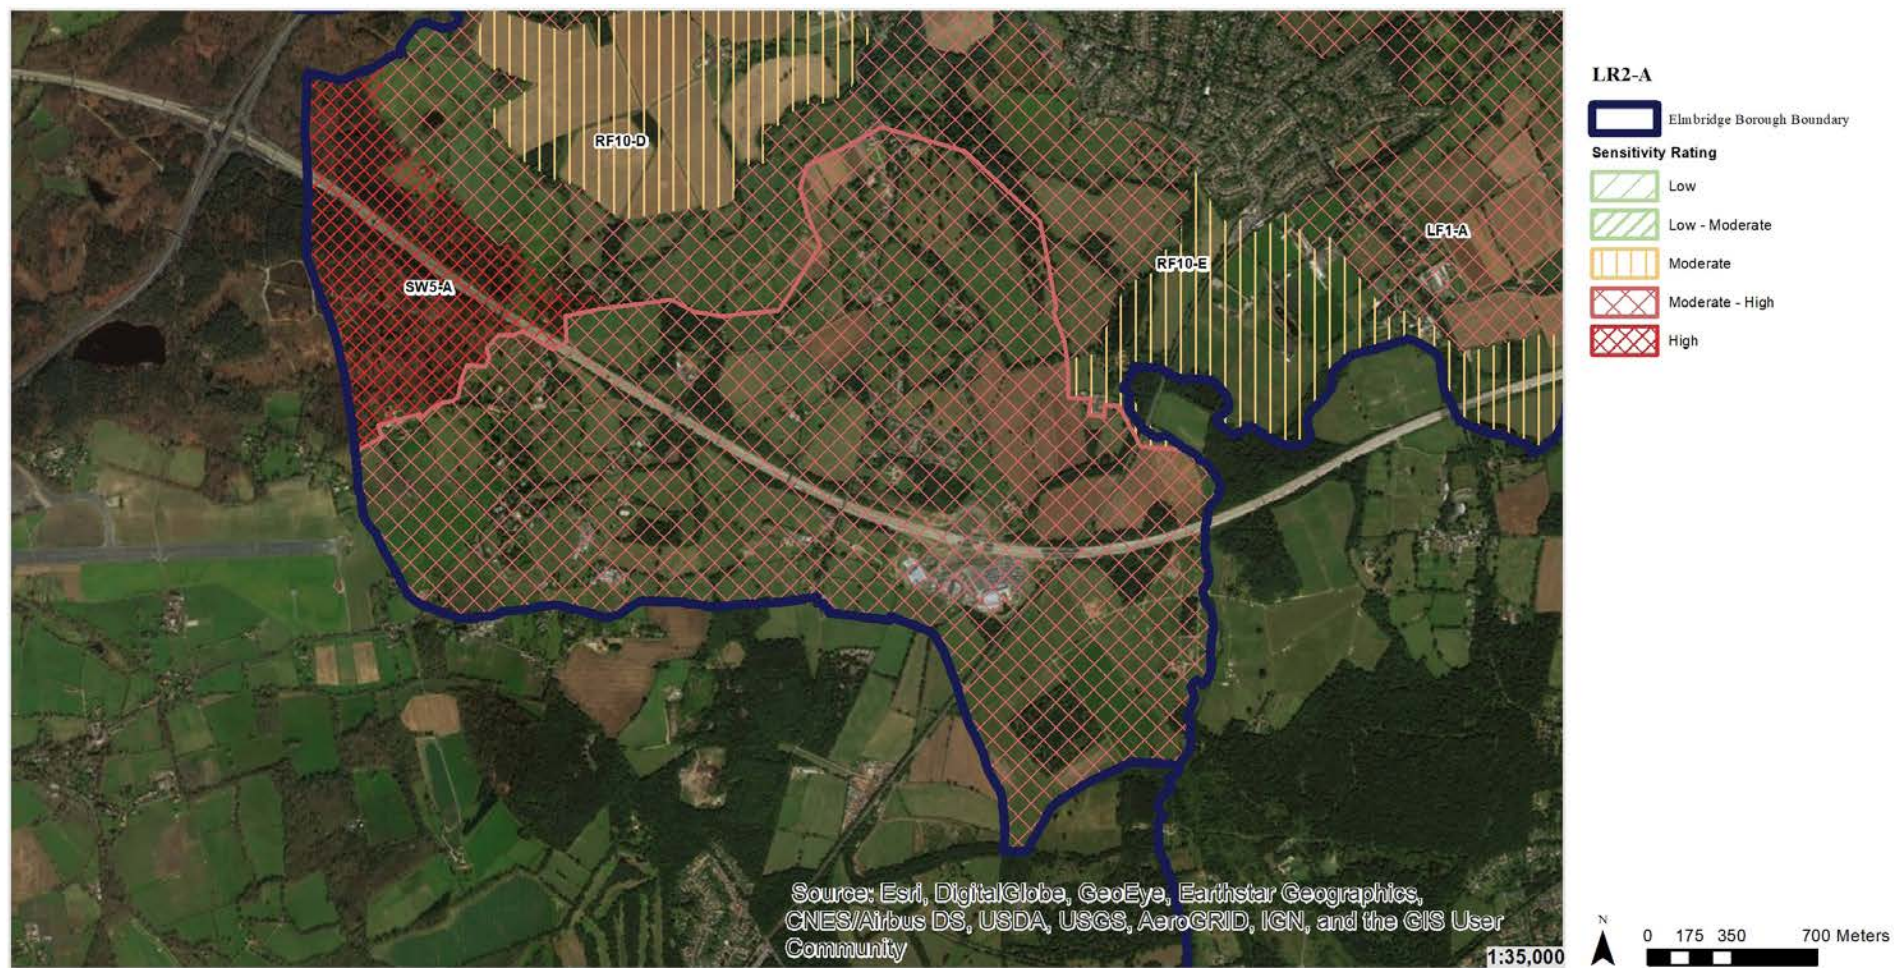 RF10-D
SW5-A
RF10-E
LF1-A
Source: Esri, DigitalGlobe, GeoEye, Earthstar Geographics,
CNES/Airbus DS, USDA, USGS, AeroGRID, IGN, and the GIS User
Community
1:35,000
LR2-A
Elmbridge Borough Boundary
Sensitivity Rating
Low
Low - Moderate
Moderate
Moderate - High
High
N
0 175 350 700 Meters